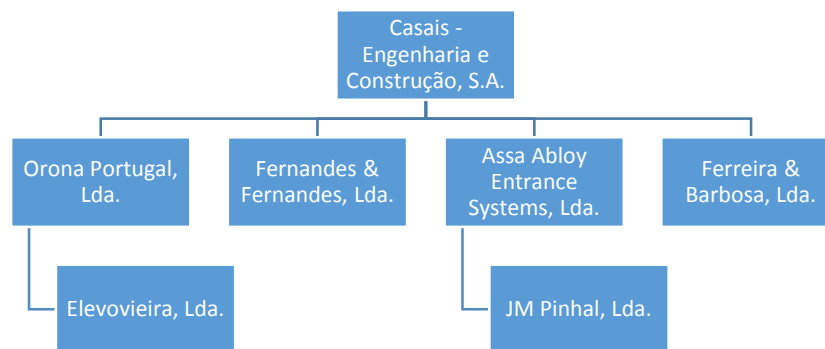 Casais -
Engenharia e
Construção, S.A.
Orona Portugal,
Lda.
Fernandes &
Fernandes, Lda.
Assa Abloy
Entrance
Systems, Lda.
Ferreira &
Barbosa, Lda.
Elevovieira, Lda.
JM Pinhal, Lda.